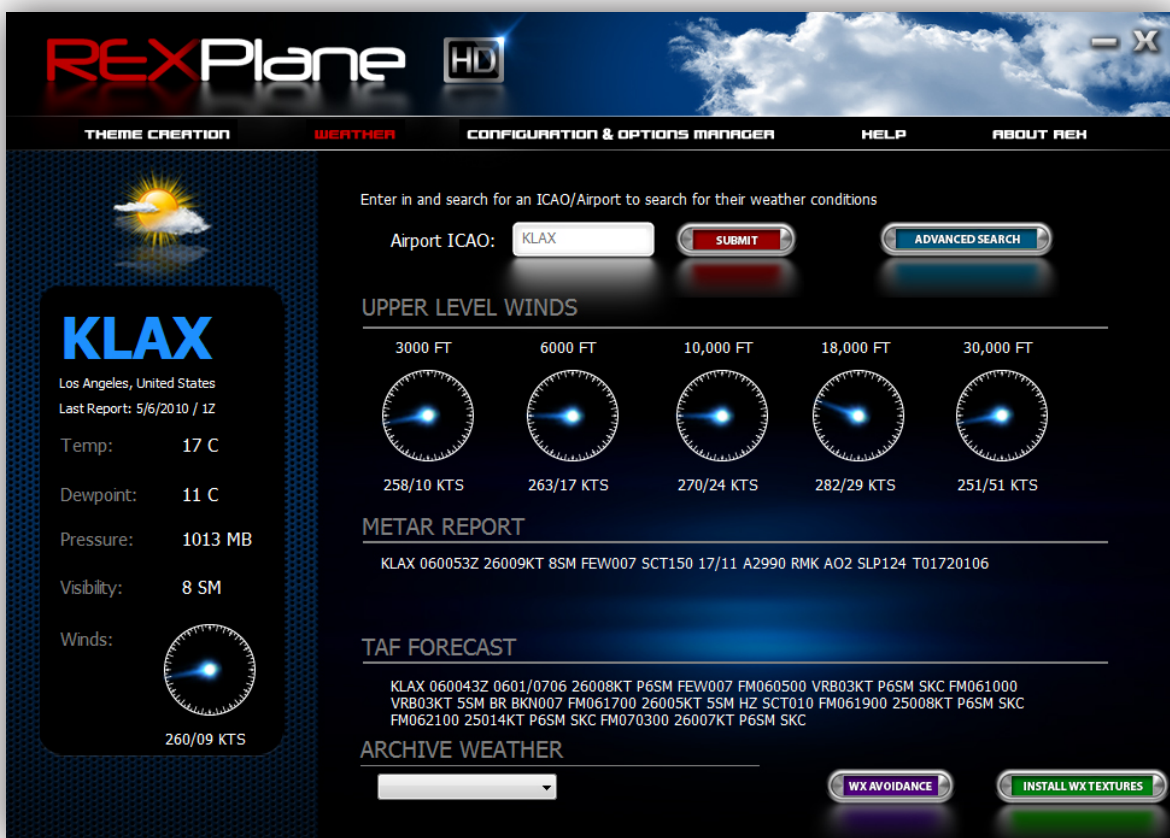 REXPlane HD
THEME CREATION WEATHER CONFIGURATION & OPTIONS MANAGER HELP ABOUT REX
Enter in and search for an ICAO/Airport to search for their weather conditions
Airport ICAO: KLAX SUBMIT ADVANCED SEARCH
KLAX
Los Angeles, United States
Last Report: 5/6/2010 / 1Z
Temp: 17 C
Dewpoint: 11 C
Pressure: 1013 MB
Visibility: 8 SM
Winds:
260/09 KTS
UPPER LEVEL WINDS
3000 FT 6000 FT 10,000 FT 18,000 FT 30,000 FT
258/10 KTS 263/17 KTS 270/24 KTS 282/29 KTS 251/51 KTS
METAR REPORT
KLAX 060053Z 26009KT 8SM FEW007 SCT150 17/11 A2990 RMK AO2 SLP124 T01720106
TAF FORECAST
KLAX 060043Z 0601/0706 26008KT P6SM FEW007 FM060500 VRB03KT P6SM SKC FM061000
VRB03KT 5SM BR BKN007 FM061700 26005KT 5SM HZ SCT010 FM061900 25008KT P6SM SKC
FM062100 25014KT P6SM SKC FM070300 26007KT P6SM SKC
ARCHIVE WEATHER
WX AVOIDANCE INSTALL WX TEXTURES